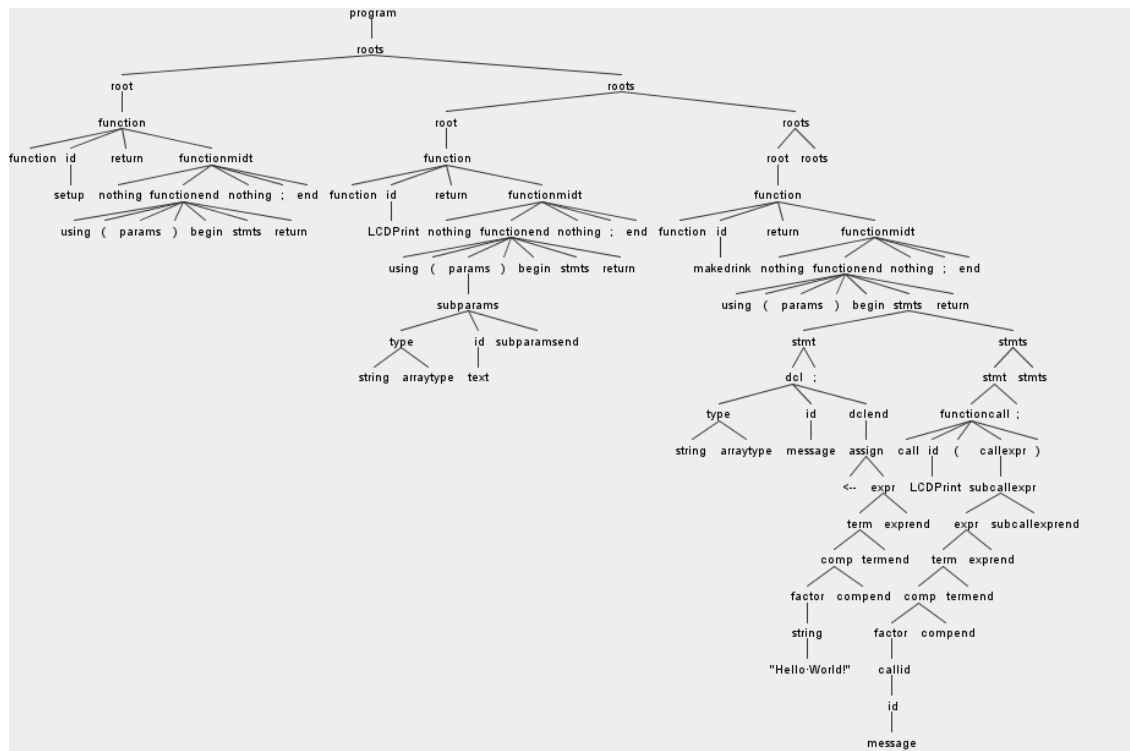 program
roots
root roots
function root roots
function id return functionmidt function root roots
setup nothing functionend nothing ; end function id return functionmidt function
using ( params ) begin stmts return LCDPrint nothing functionend nothing ; end function id return functionmidt
using ( params ) begin stmts return makedrink nothing functionend nothing ; end
subparams using ( params ) begin stmts return
type id subparamsend stmt stmts
string arraytype text dcl ; stmt stmts
type id dclend functioncall ;
string arraytype message assign call id ( callexpr )
<-- expr LCDPrint subcallexpr
term exprend expr subcallexprend
comp termend term exprend
factor compend comp termend
string factor compend
"Hello·World!" callid
id
message